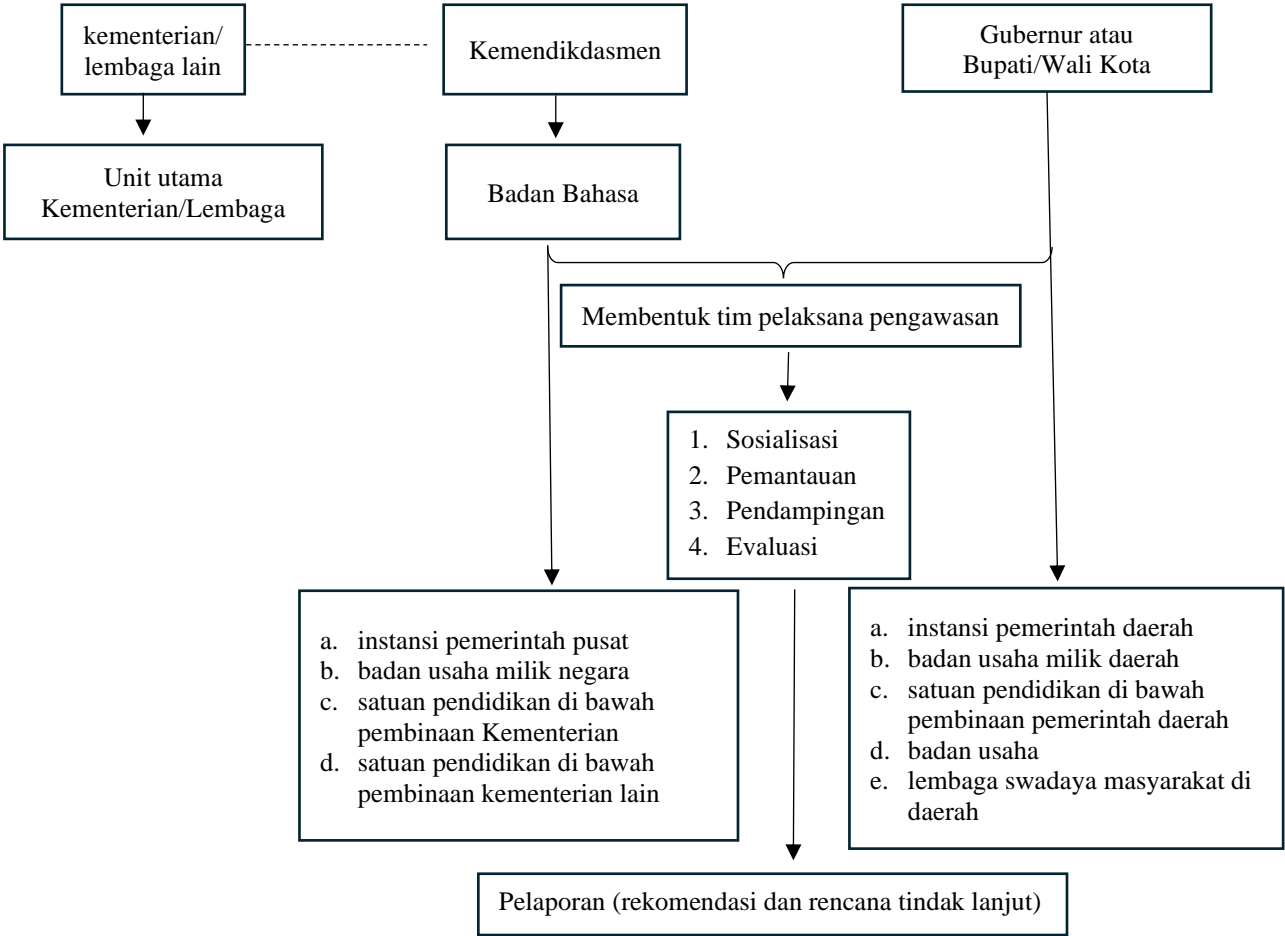 kementerian/
lembaga lain
Kemendikdasmen
Gubernur atau
Bupati/Wali Kota
Unit utama
Kementerian/Lembaga
Badan Bahasa
Membentuk tim pelaksana pengawasan
1. Sosialisasi
2. Pemantauan
3. Pendampingan
4. Evaluasi
a. instansi pemerintah pusat
b. badan usaha milik negara
c. satuan pendidikan di bawah
pembinaan Kementerian
d. satuan pendidikan di bawah
pembinaan kementerian lain
a. instansi pemerintah daerah
b. badan usaha milik daerah
c. satuan pendidikan di bawah
pembinaan pemerintah daerah
d. badan usaha
e. lembaga swadaya masyarakat di
daerah
Pelaporan (rekomendasi dan rencana tindak lanjut)